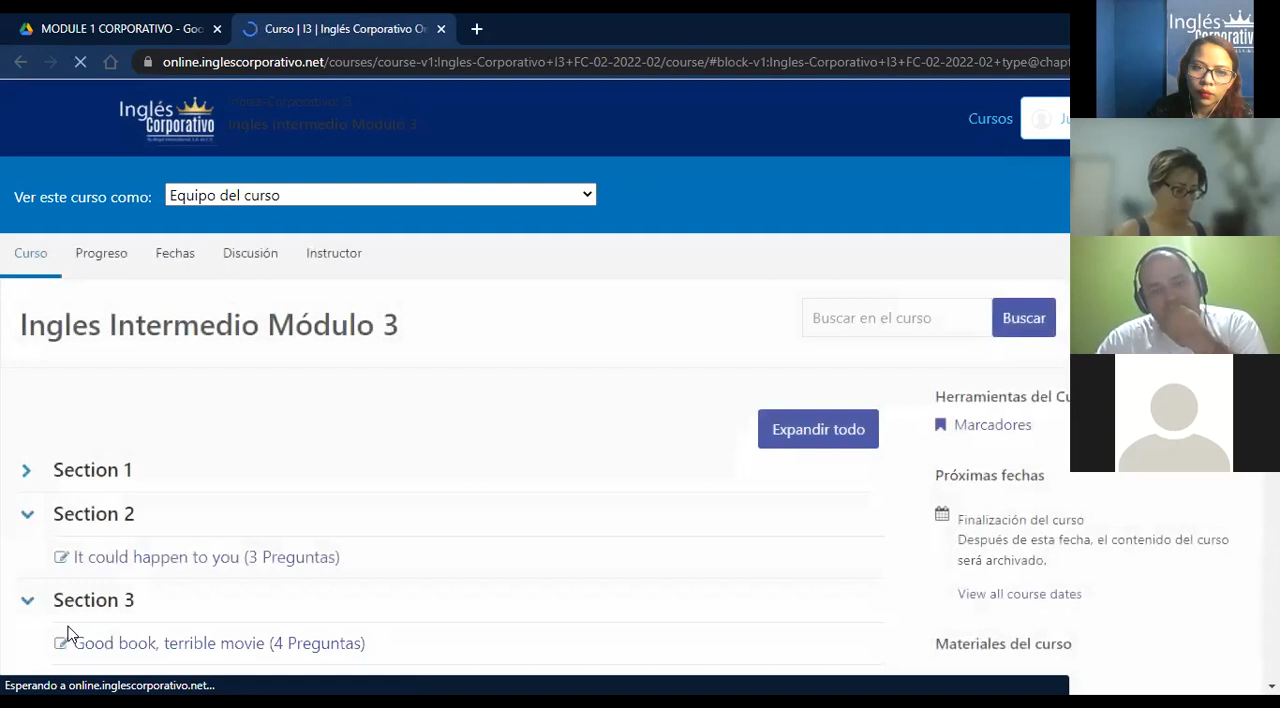 MODULE 1 CORPORATIVO - Goo
Curso | I3 | Inglés Corporativo On
online.inglescorporativo.net/courses/course-v1:Ingles-Corporativo+I3+FC-02-2022-02/course/#block-v1:Ingles-Corporativo+I3+FC-02-2022-02+type@chapt
Inglés
Corporativo
Ingles-Corporativo: I3
Ingles Intermedio Módulo 3
Cursos
Ju
Ver este curso como:
Equipo del curso
Curso
Progreso
Fechas
Discusión
Instructor
Ingles Intermedio Módulo 3
Buscar en el curso
Buscar
Expandir todo
Section 1
Section 2
It could happen to you (3 Preguntas)
Section 3
Good book, terrible movie (4 Preguntas)
Herramientas del Cu
Marcadores
Próximas fechas
Finalización del curso
Después de esta fecha, el contenido del curso
será archivado.
View all course dates
Materiales del curso
Esperando a online.inglescorporativo.net...
Inglés
Corporativo